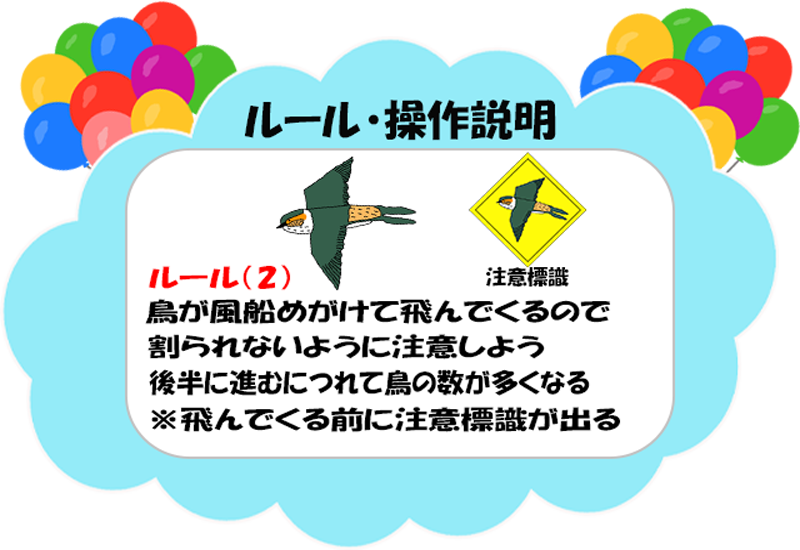 ルール・操作説明
注意標識
ルール(2)
鳥が風船めがけて飛んでくるので
割られないように注意しよう
後半に進むにつれて鳥の数が多くなる
※飛んでくる前に注意標識が出る